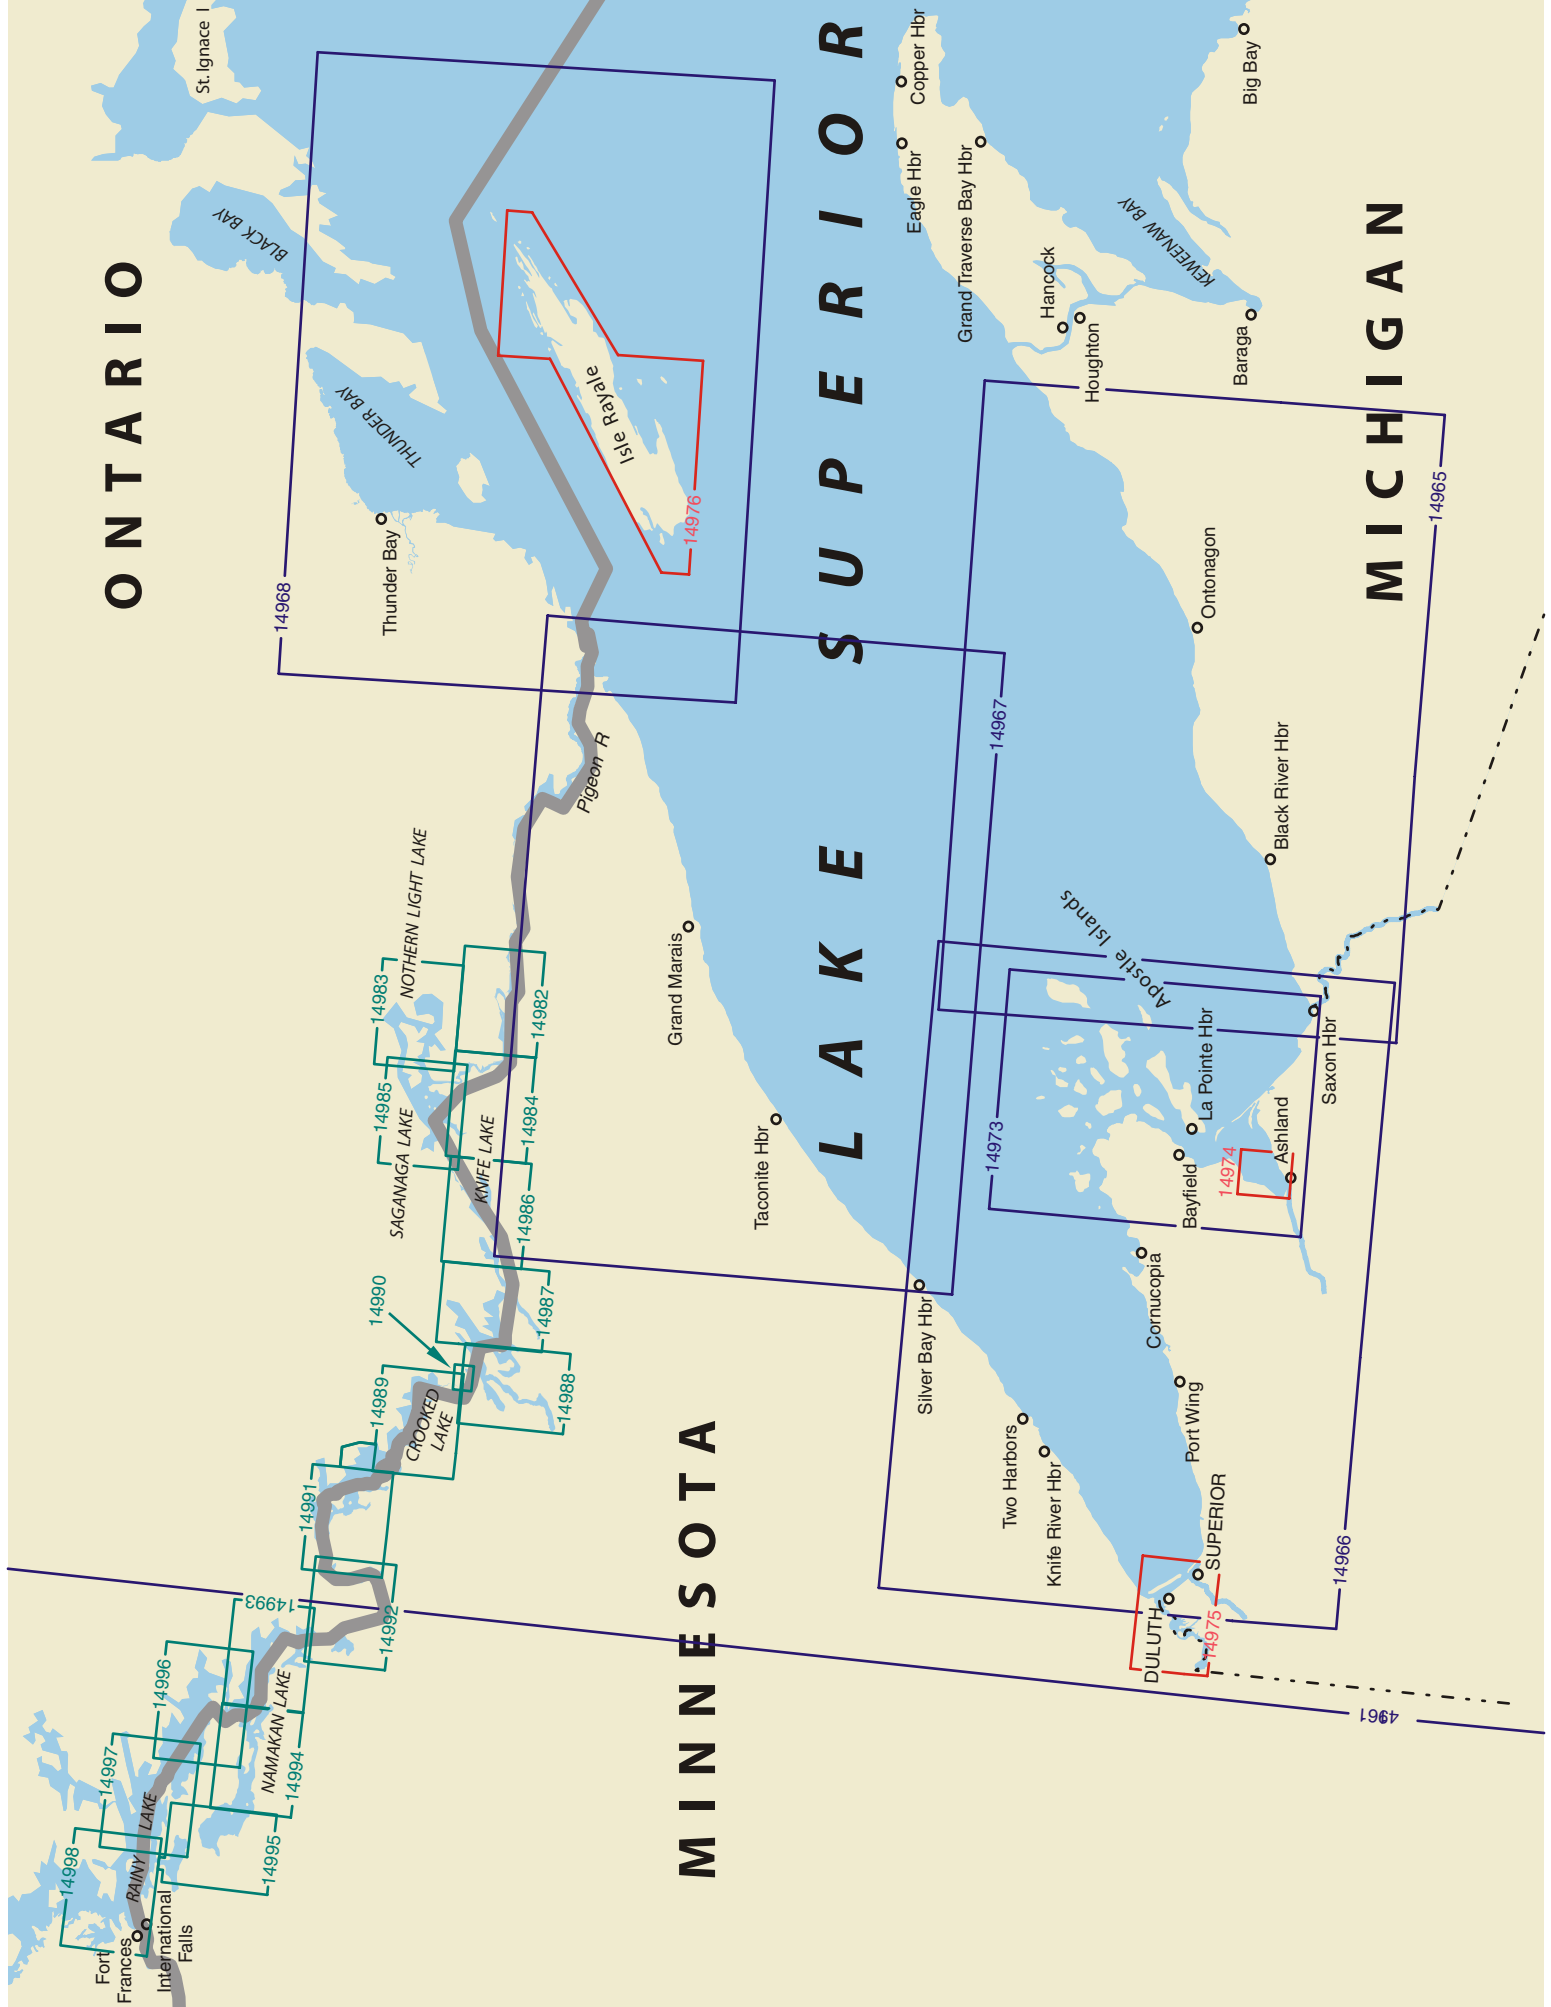 ONTARIO
St. Ignace I
BLACK BAY
THUNDER BAY
Thunder Bay
14968
Isle Rayale
14976
LAKE SUPERIOR
Copper Hbr
Eagle Hbr
Grand Traverse Bay Hbr
Big Bay
KEWEENAW BAY
Hancock
Houghton
Baraga
MICHIGAN
14965
Ontonagon
Black River Hbr
14967
Pigeon R
NOTHERN LIGHT LAKE
14983
14982
14985
14984
SAGANAGA LAKE
KNIFE LAKE
14986
14987
14990
14988
14989
CROOKED
LAKE
14991
14992
14993
NAMAKAN LAKE
14994
14996
14997
14995
14998
RAINY LAKE
Fort
Frances
International
Falls
MINNESOTA
Grand Marais
Taconite Hbr
Silver Bay Hbr
Two Harbors
Knife River Hbr
Apostle Islands
14973
La Pointe Hbr
Bayfield
14974
Ashland
Saxon Hbr
Cornucopia
Port Wing
SUPERIOR
DULUTH
14975
14966
4961